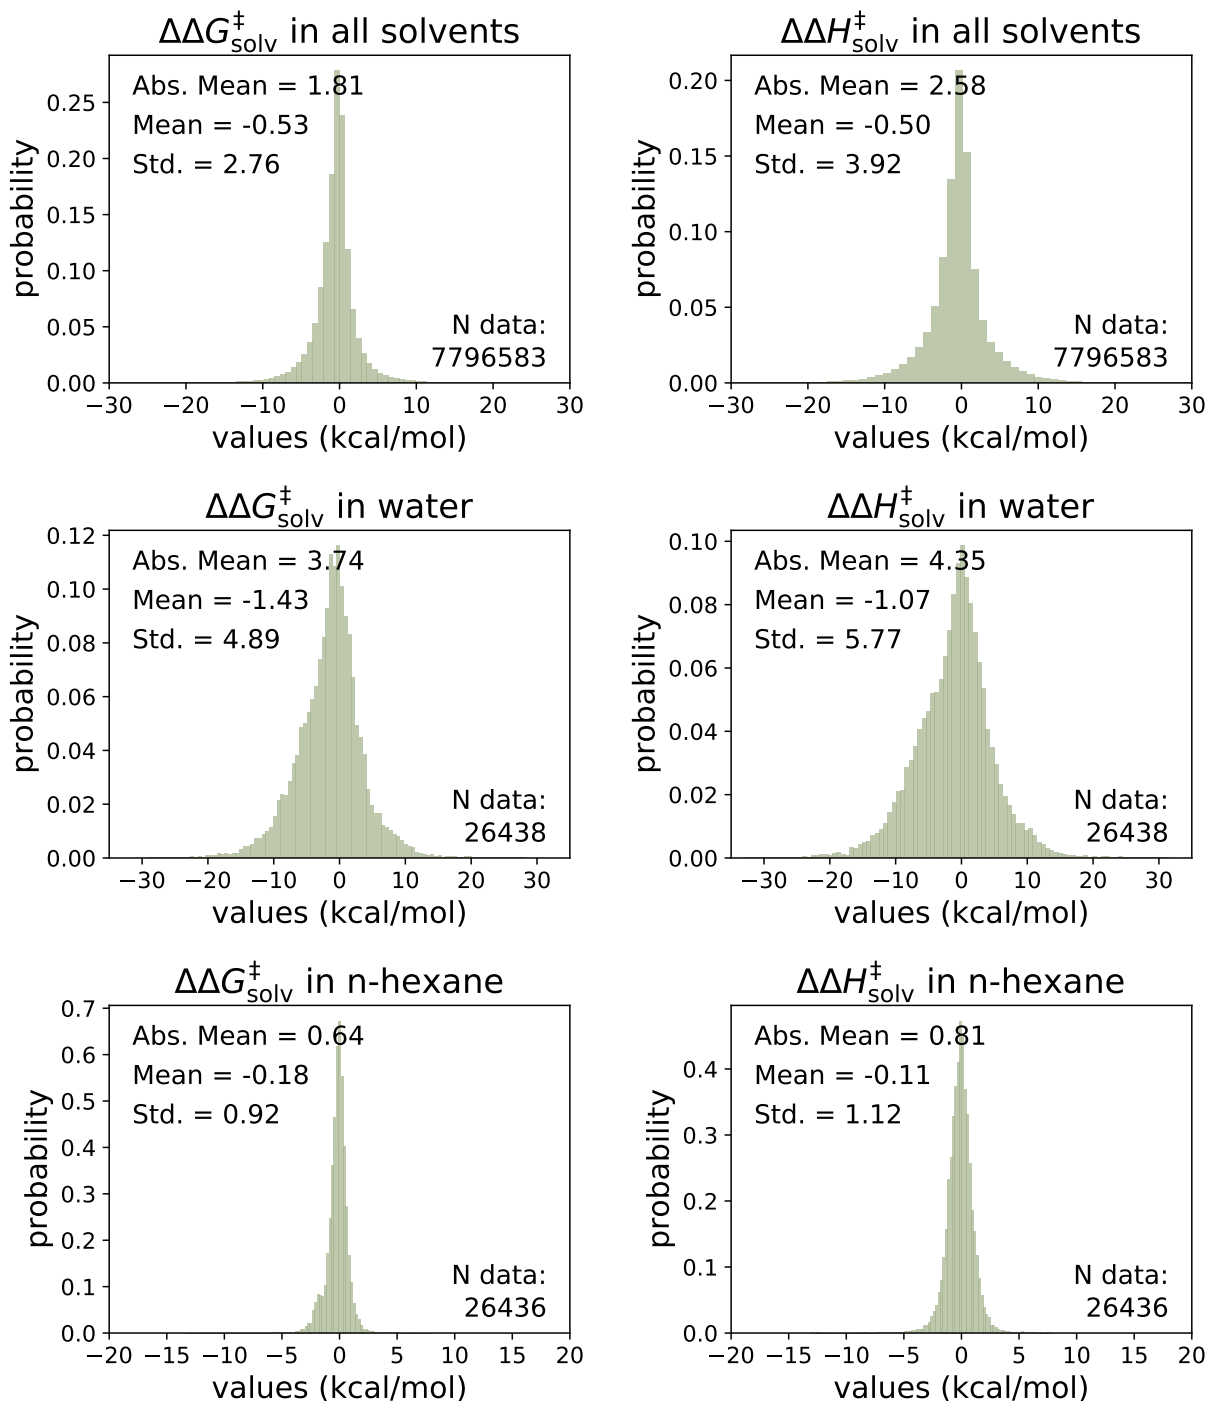 ΔΔG‡solv in all solvents
Abs. Mean = 1.81
Mean = -0.53
Std. = 2.76
N data:
7796583
probability
0.25
0.20
0.15
0.10
0.05
0.00
−30 −20 −10 0 10 20 30
values (kcal/mol)
ΔΔH‡solv in all solvents
Abs. Mean = 2.58
Mean = -0.50
Std. = 3.92
N data:
7796583
probability
0.20
0.15
0.10
0.05
0.00
−30 −20 −10 0 10 20 30
values (kcal/mol)
ΔΔG‡solv in water
Abs. Mean = 3.74
Mean = -1.43
Std. = 4.89
N data:
26438
probability
0.12
0.10
0.08
0.06
0.04
0.02
0.00
−30 −20 −10 0 10 20 30
values (kcal/mol)
ΔΔH‡solv in water
Abs. Mean = 4.35
Mean = -1.07
Std. = 5.77
N data:
26438
probability
0.10
0.08
0.06
0.04
0.02
0.00
−30 −20 −10 0 10 20 30
values (kcal/mol)
ΔΔG‡solv in n-hexane
Abs. Mean = 0.64
Mean = -0.18
Std. = 0.92
N data:
26436
probability
0.7
0.6
0.5
0.4
0.3
0.2
0.1
0.0
−20 −15 −10 −5 0 5 10 15 20
values (kcal/mol)
ΔΔH‡solv in n-hexane
Abs. Mean = 0.81
Mean = -0.11
Std. = 1.12
N data:
26436
probability
0.4
0.3
0.2
0.1
0.0
−20 −15 −10 −5 0 5 10 15 20
values (kcal/mol)